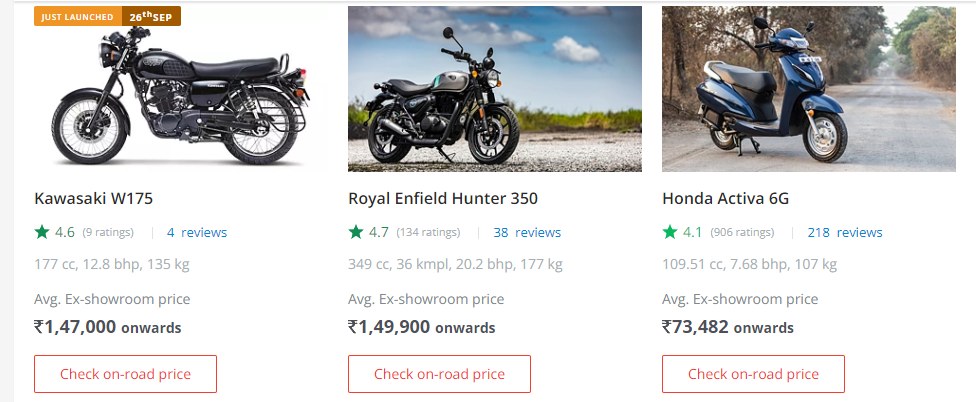 JUST LAUNCHED 26th SEP
Kawasaki W175
4.6 (9 ratings) | 4 reviews
177 cc, 12.8 bhp, 135 kg
Avg. Ex-showroom price
₹1,47,000 onwards
Check on-road price
Royal Enfield Hunter 350
4.7 (134 ratings) | 38 reviews
349 cc, 36 kmpl, 20.2 bhp, 177 kg
Avg. Ex-showroom price
₹1,49,900 onwards
Check on-road price
Honda Activa 6G
4.1 (906 ratings) | 218 reviews
109.51 cc, 7.68 bhp, 107 kg
Avg. Ex-showroom price
₹73,482 onwards
Check on-road price